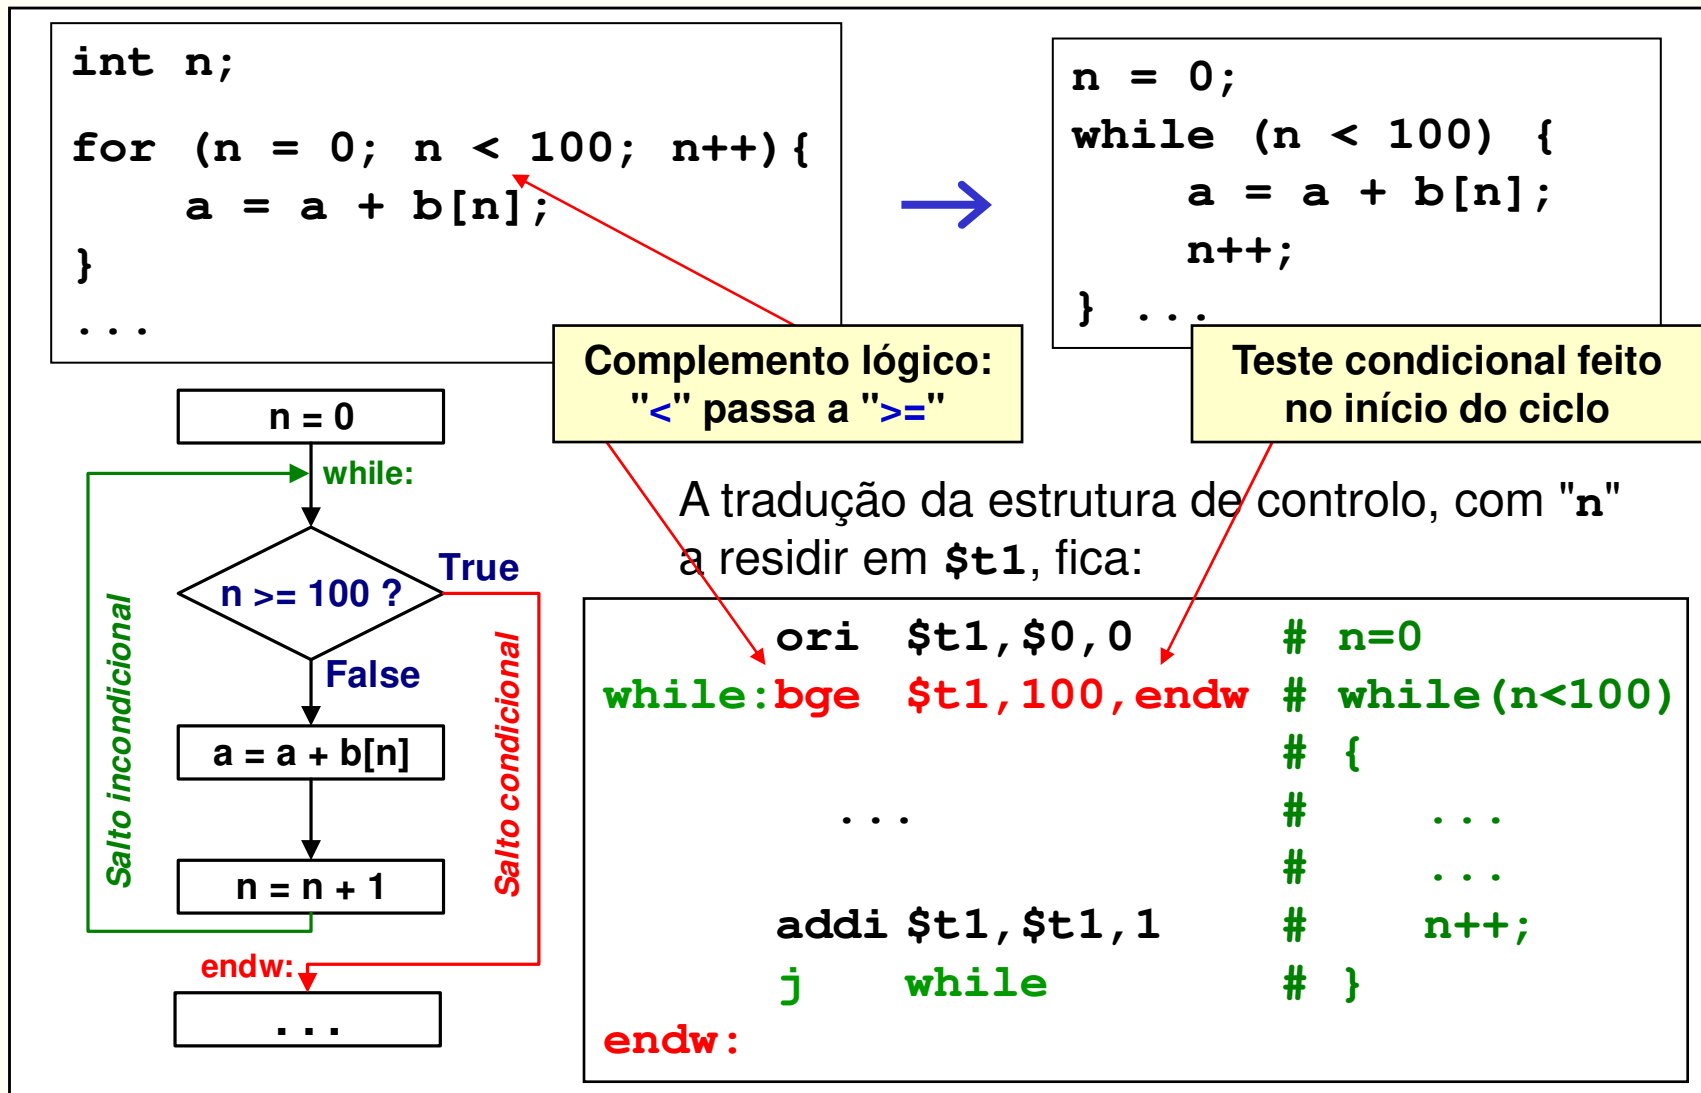 int n;
for (n = 0; n < 100; n++){
a = a + b[n];
}
...
n = 0;
while (n < 100) {
a = a + b[n];
n++;
} ...
Complemento lógico:
"<" passa a ">="
Teste condicional feito
no início do ciclo
n = 0
while:
n >= 100 ?
True
False
a = a + b[n]
n = n + 1
endw:
...
Salto incondicional
Salto condicional
A tradução da estrutura de controlo, com "n"
a residir em $t1, fica:
ori $t1,$0,0 # n=0
while:bge $t1,100,endw # while(n<100)
# {
... # ...
# ...
addi $t1,$t1,1 # n++;
j while # }
endw: